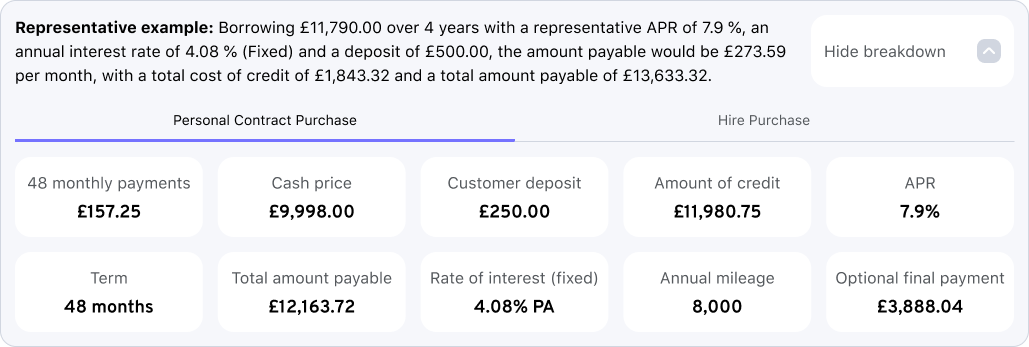 Representative example: Borrowing £11,790.00 over 4 years with a representative APR of 7.9 %, an
annual interest rate of 4.08 % (Fixed) and a deposit of £500.00, the amount payable would be £273.59
per month, with a total cost of credit of £1,843.32 and a total amount payable of £13,633.32.
Hide breakdown
Personal Contract Purchase
Hire Purchase
48 monthly payments
£157.25
Cash price
£9,998.00
Customer deposit
£250.00
Amount of credit
£11,980.75
APR
7.9%
Term
48 months
Total amount payable
£12,163.72
Rate of interest (fixed)
4.08% PA
Annual mileage
8,000
Optional final payment
£3,888.04